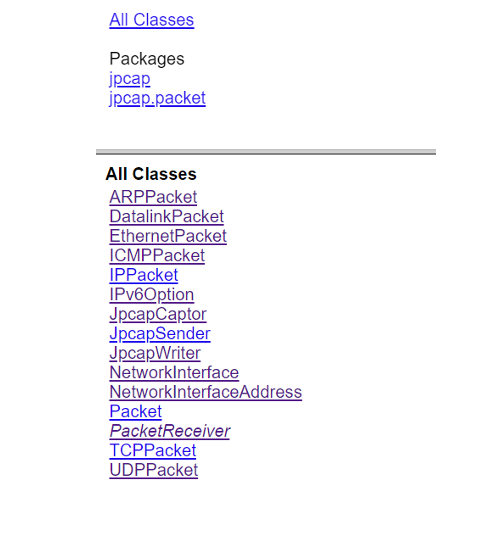 All Classes
Packages
jpcap
jpcap.packet
All Classes
ARPPacket
DatalinkPacket
EthernetPacket
ICMPPacket
IPPacket
IPv6Option
JpcapCaptor
JpcapSender
JpcapWriter
NetworkInterface
NetworkInterfaceAddress
Packet
PacketReceiver
TCPPacket
UDPPacket